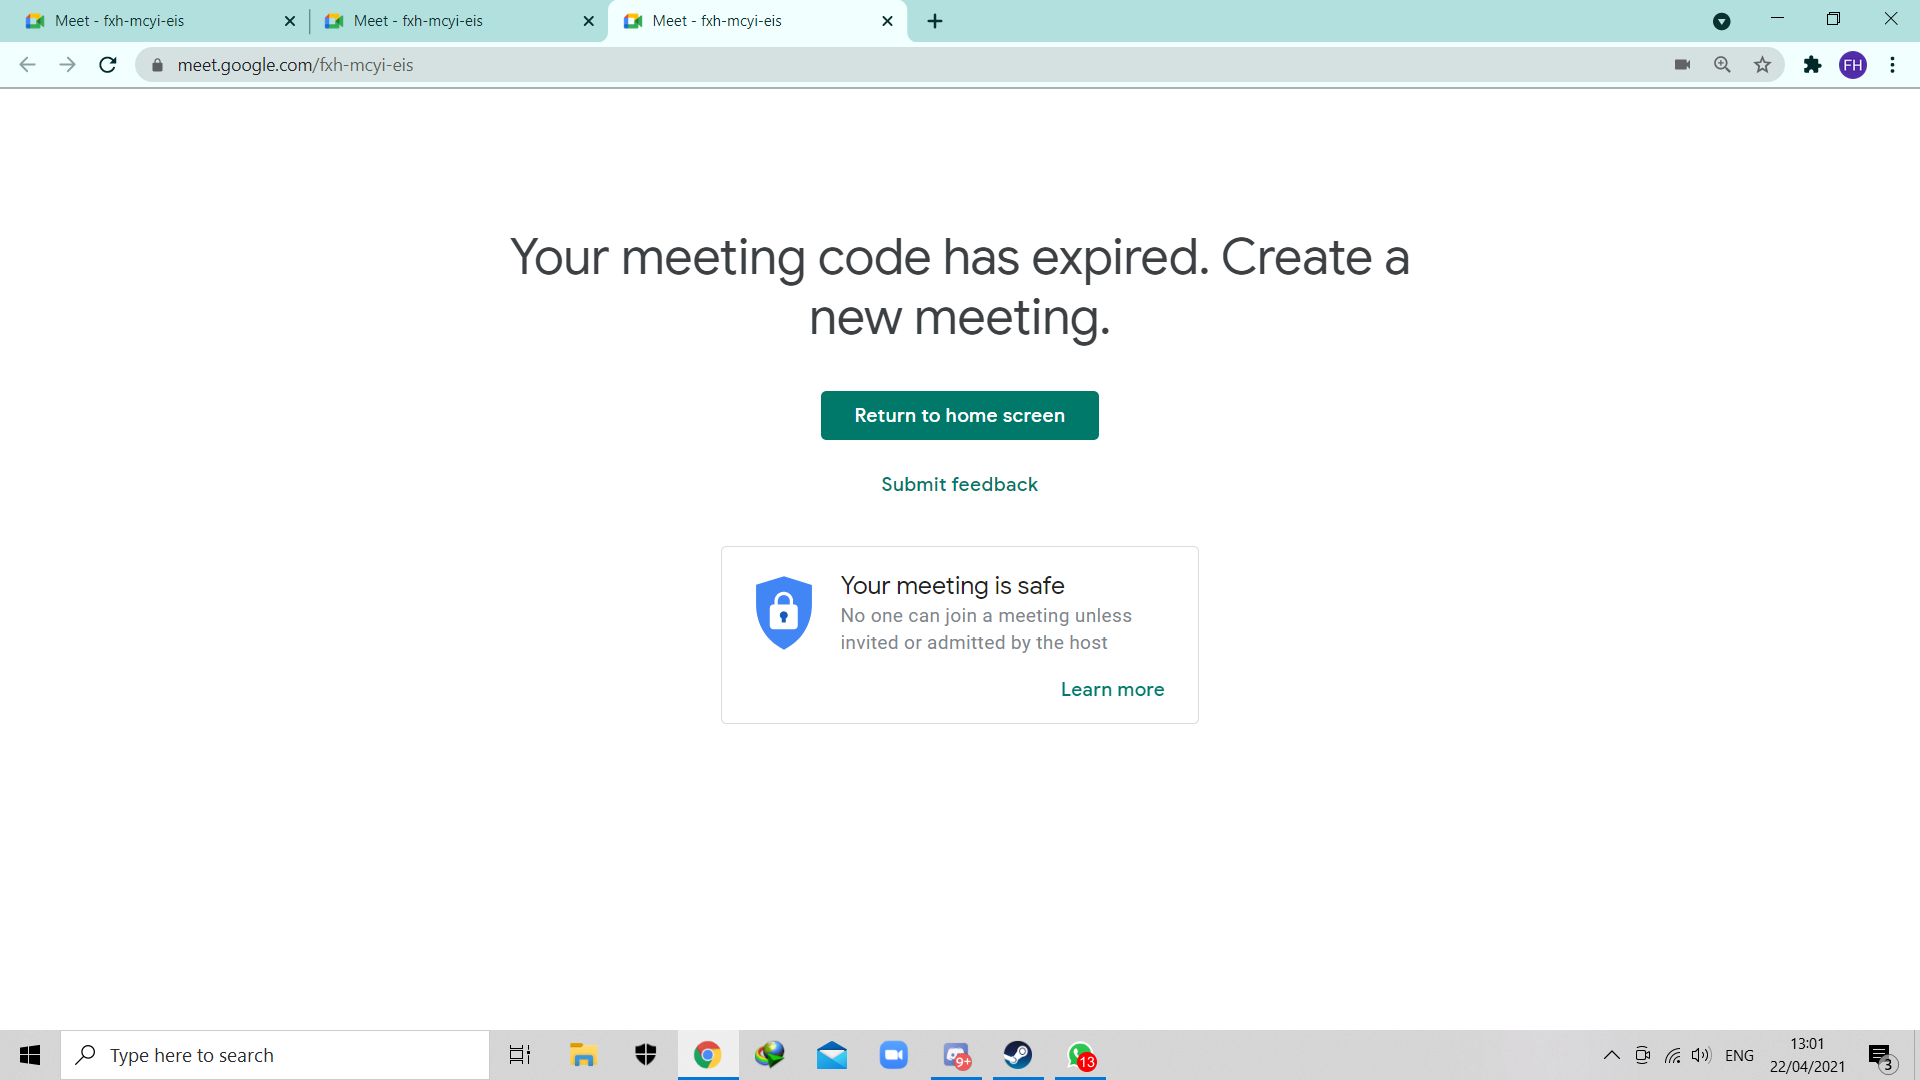 Meet - fxh-mcyi-eis
Meet - fxh-mcyi-eis
Meet - fxh-mcyi-eis
meet.google.com/fxh-mcyi-eis
FH
Your meeting code has expired. Create a
new meeting.
Return to home screen
Submit feedback
Your meeting is safe
No one can join a meeting unless
invited or admitted by the host
Learn more
Type here to search
9+
13
ENG
13:01
22/04/2021
3